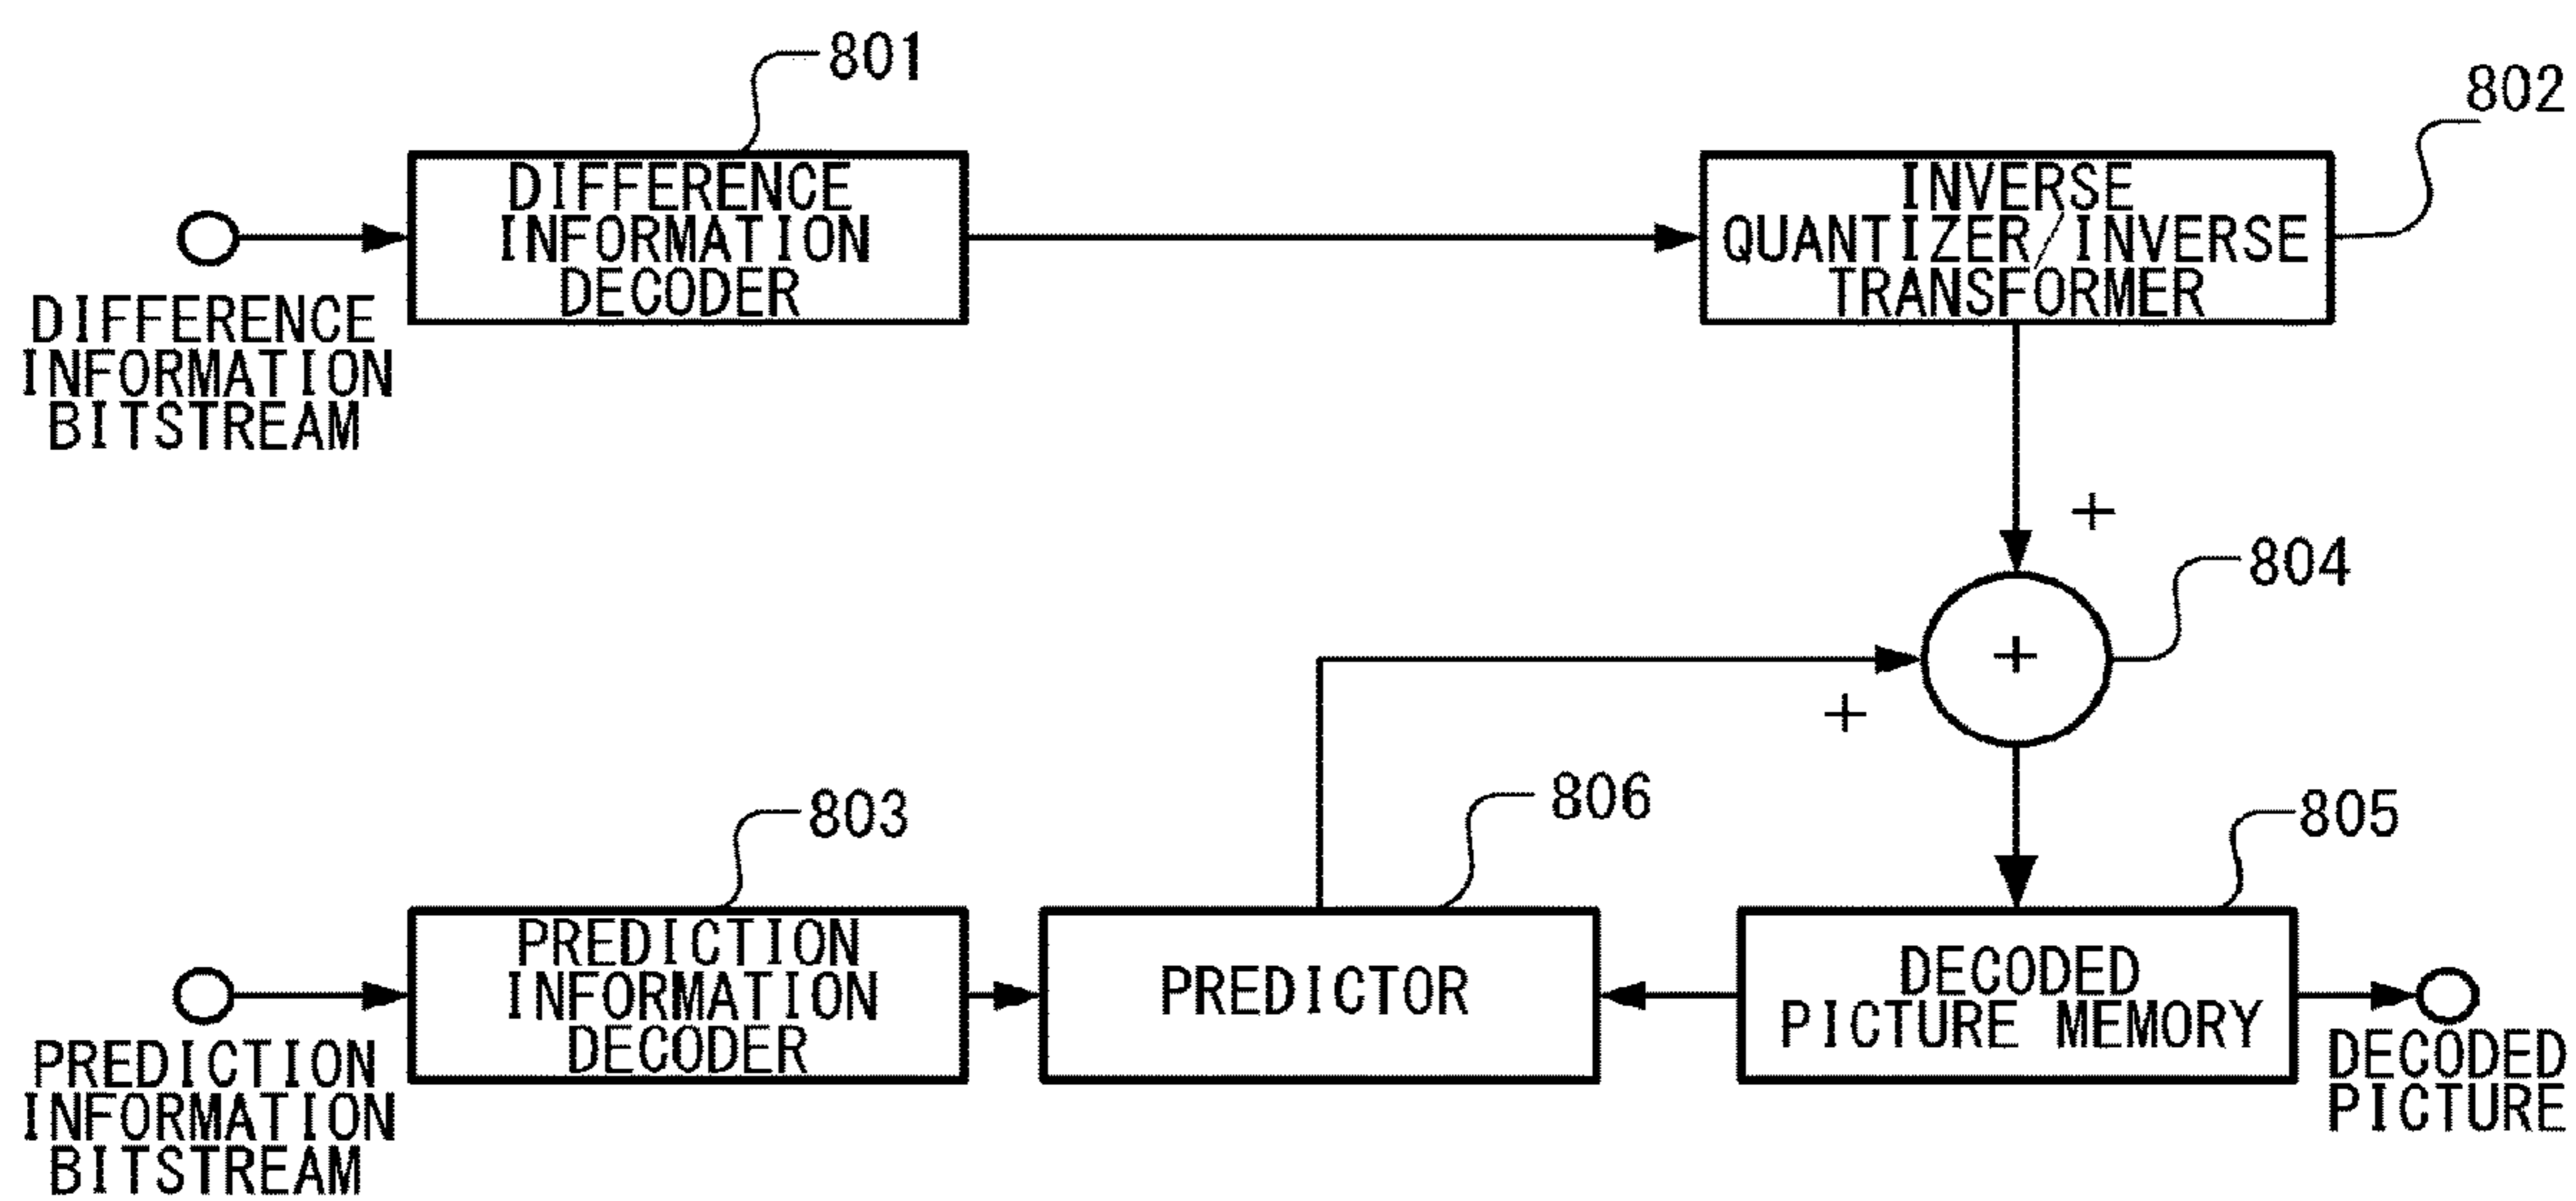 801
802
DIFFERENCE
INFORMATION
DECODER
INVERSE
QUANTIZER/INVERSE
TRANSFORMER
DIFFERENCE
INFORMATION
BITSTREAM
+
804
+
+
803
806
805
PREDICTION
INFORMATION
DECODER
PREDICTOR
DECODED
PICTURE MEMORY
PREDICTION
INFORMATION
BITSTREAM
DECODED
PICTURE